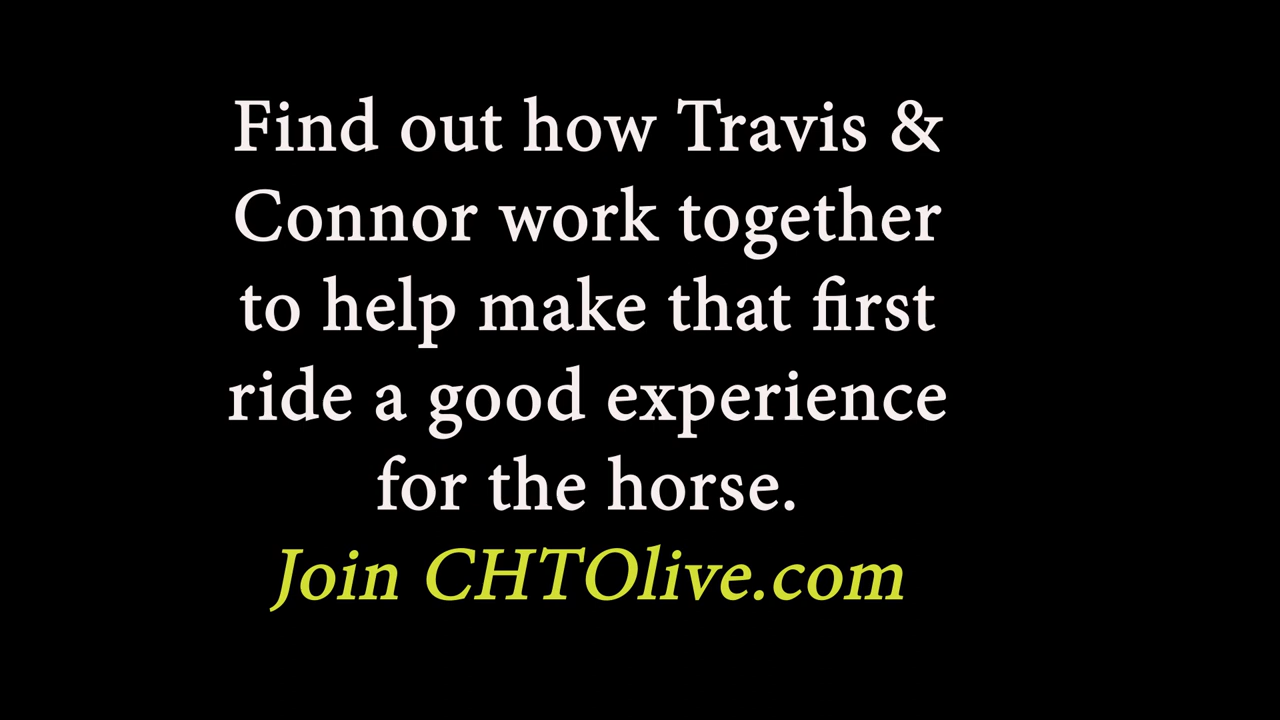 Find out how Travis &
Connor work together
to help make that first
ride a good experience
for the horse.
Join CHTOlive.com